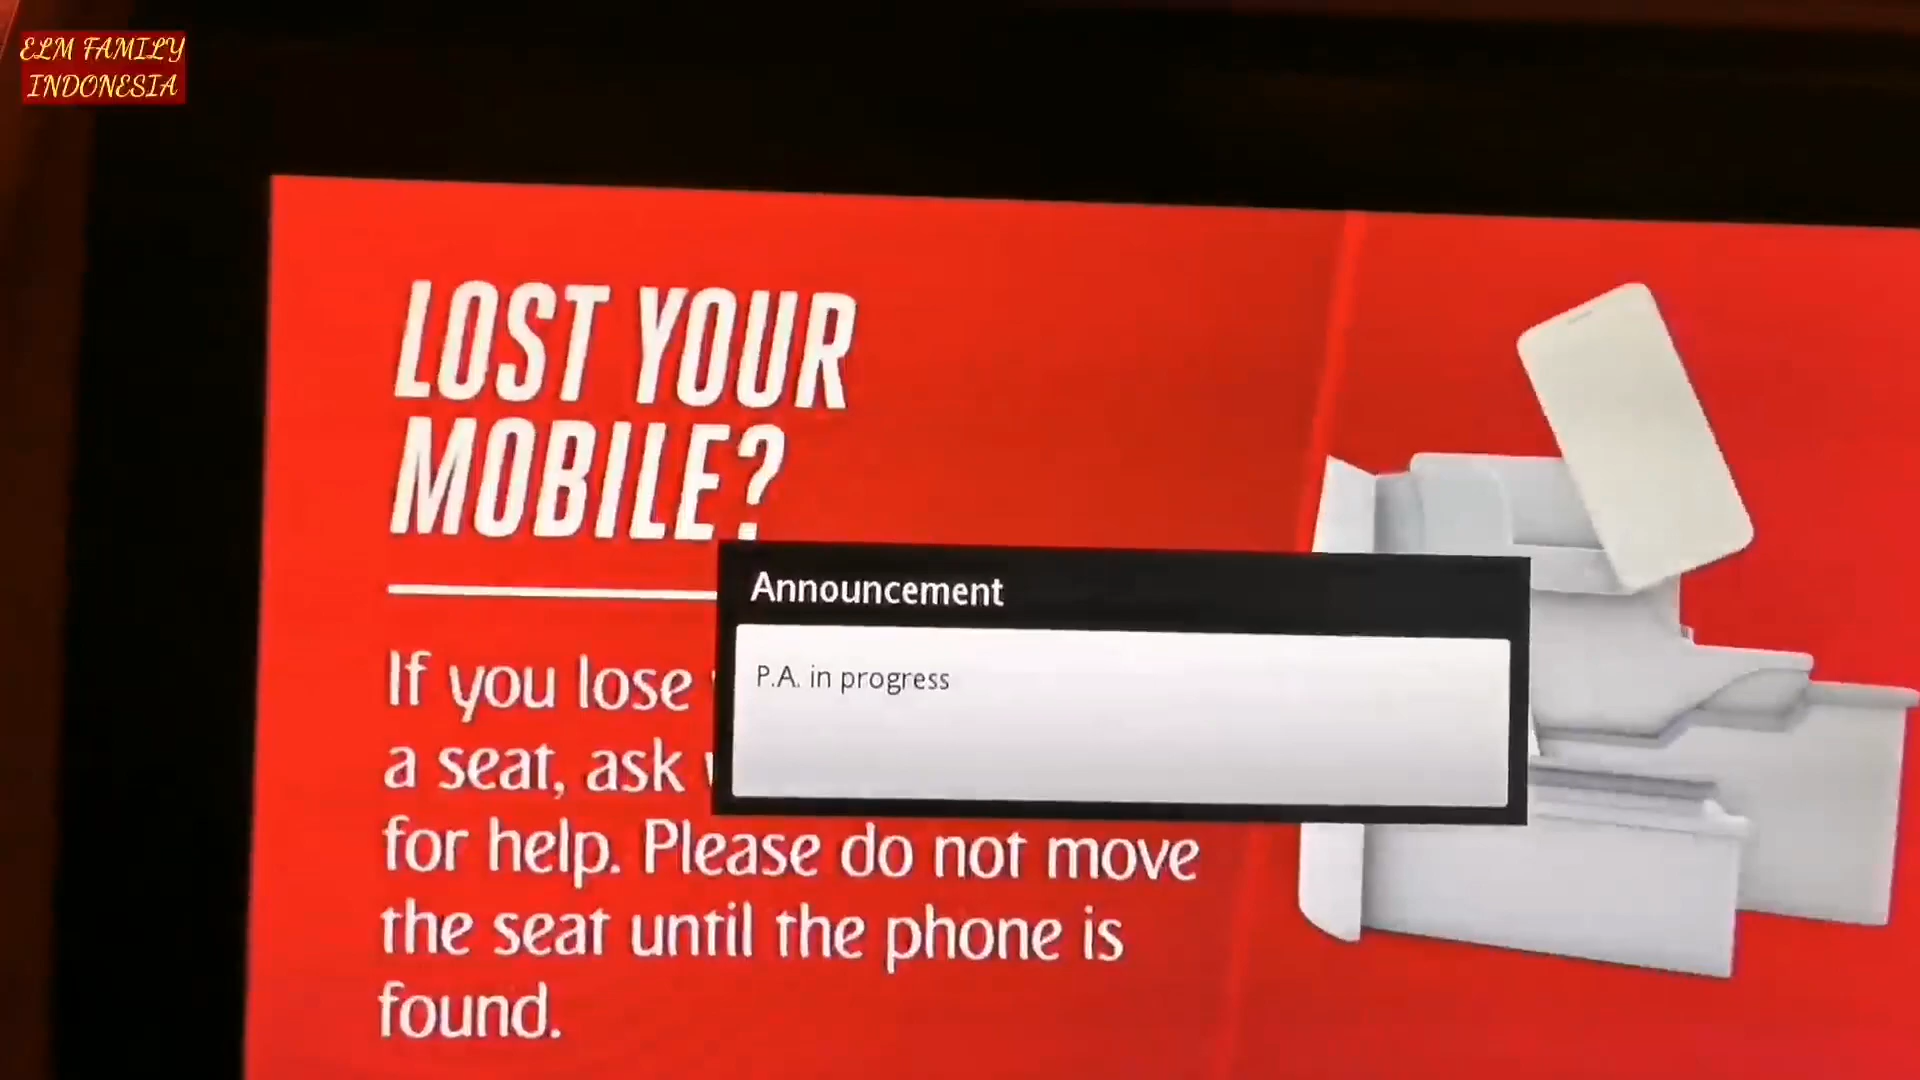 ELM FAMILY
INDONESIA
LOST YOUR
MOBILE?
Announcement
P.A. in progress
If you lose
a seat, ask
for help. Please do not move
the seat until the phone is
found.